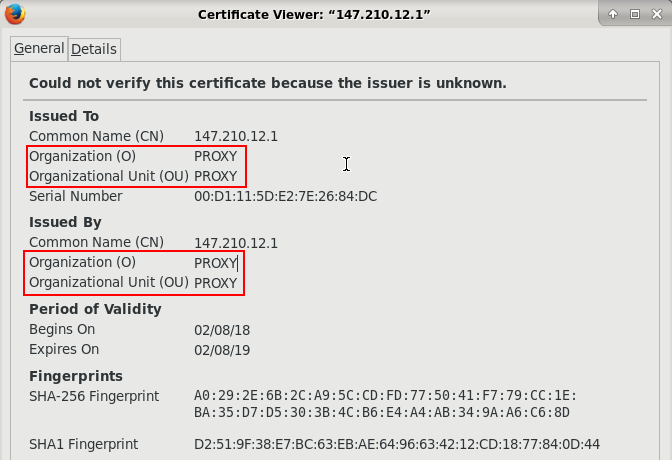 Certificate Viewer: “147.210.12.1”
General Details
Could not verify this certificate because the issuer is unknown.
Issued To
Common Name (CN) 147.210.12.1
Organization (O) PROXY
Organizational Unit (OU) PROXY
Serial Number 00:D1:11:5D:E2:7E:26:84:DC
Issued By
Common Name (CN) 147.210.12.1
Organization (O) PROXY
Organizational Unit (OU) PROXY
Period of Validity
Begins On 02/08/18
Expires On 02/08/19
Fingerprints
SHA-256 Fingerprint A0:29:2E:6B:2C:A9:5C:CD:FD:77:50:41:F7:79:CC:1E:
BA:35:D7:D5:30:3B:4C:B6:E4:A4:AB:34:9A:A6:C6:8D
SHA1 Fingerprint D2:51:9F:38:E7:BC:63:EB:AE:64:96:63:42:12:CD:18:77:84:0D:44